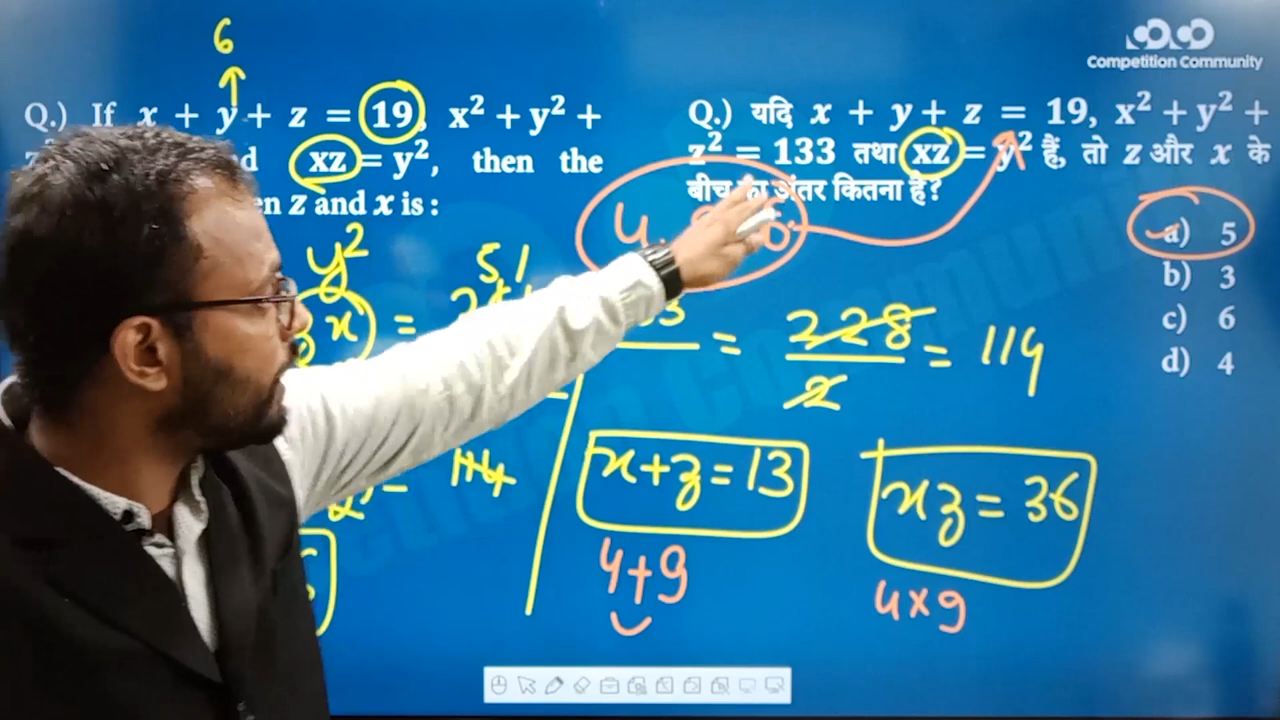 Competition Community
6
Q.) If x + y + z = 19, x² + y² +
xz = y², then the
en z and x is :
Q.) यदि x + y + z = 19, x² + y² +
z² = 133 तथा xz = y² हैं, तो z और x के
बीच का अंतर कितना है?
a) 5
b) 3
c) 6
d) 4
4
y²
51
x =
= 228/2 = 114
x+z=13
xz=36
4+9
4×9